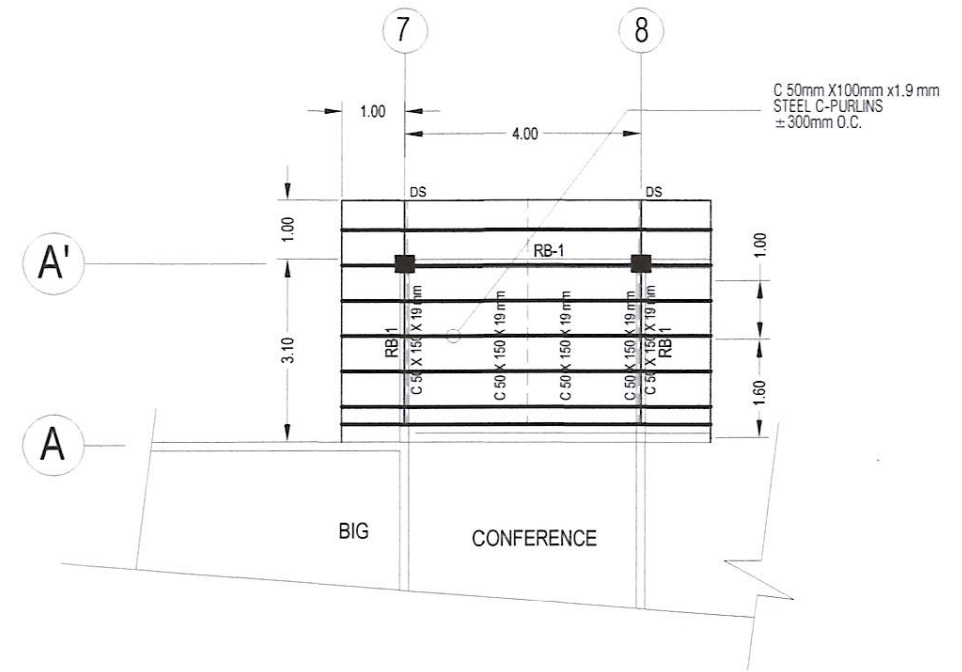 7
8
C 50mm X100mm x1.9 mm
STEEL C-PURLINS
±300mm O.C.
1.00
4.00
DS
DS
1.00
A'
RB-1
1.00
3.10
RB-1
C 50 X 150 X 19 mm
C 50 X 150 X 19 mm
C 50 X 150 X 19 mm
C 50 X 150 X 19 mm
C 50 X 150 X 19 mm
RB-1
1.60
A
BIG
CONFERENCE